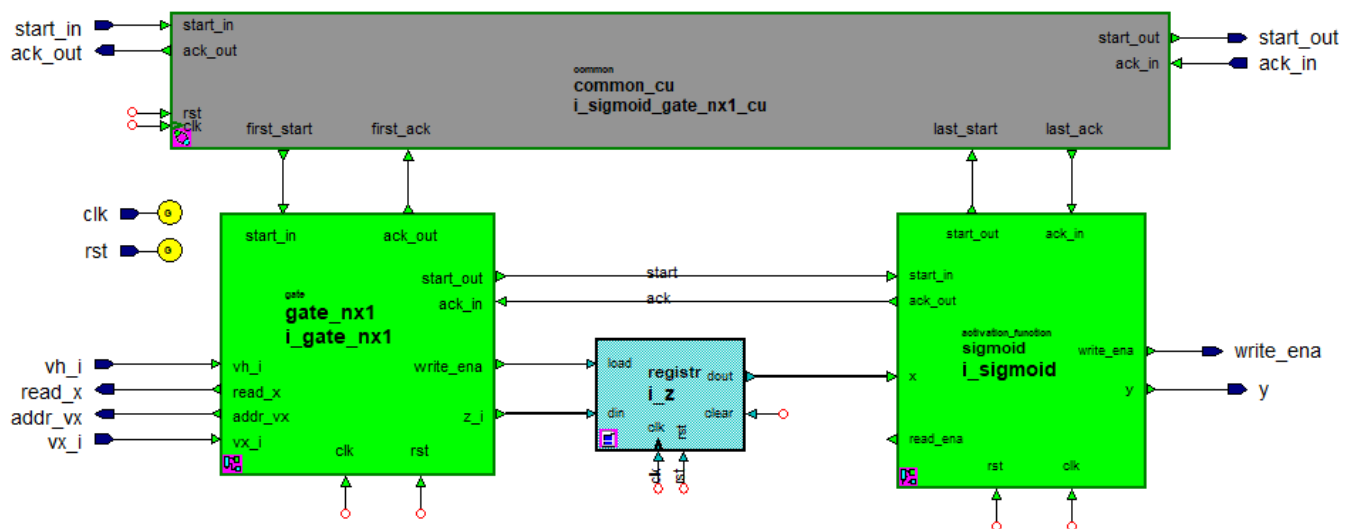 start_in
ack_out
start_in
ack_out
rst
clk
first_start
first_ack
common
common_cu
i_sigmoid_gate_nx1_cu
last_start
last_ack
start_out
ack_in
start_out
ack_in
clk
G
rst
G
start_in
ack_out
start_out
ack_in
gate
gate_nx1
i_gate_nx1
vh_i
read_x
addr_vx
vx_i
vh_i
read_x
addr_vx
vx_i
write_ena
z_i
clk
rst
start
ack
load
din
registr
i_z
dout
clear
clk
rst
clk
rst
start_out
ack_in
start_in
ack_out
activation_function
sigmoid
i_sigmoid
x
read_ena
write_ena
y
rst
clk
write_ena
y